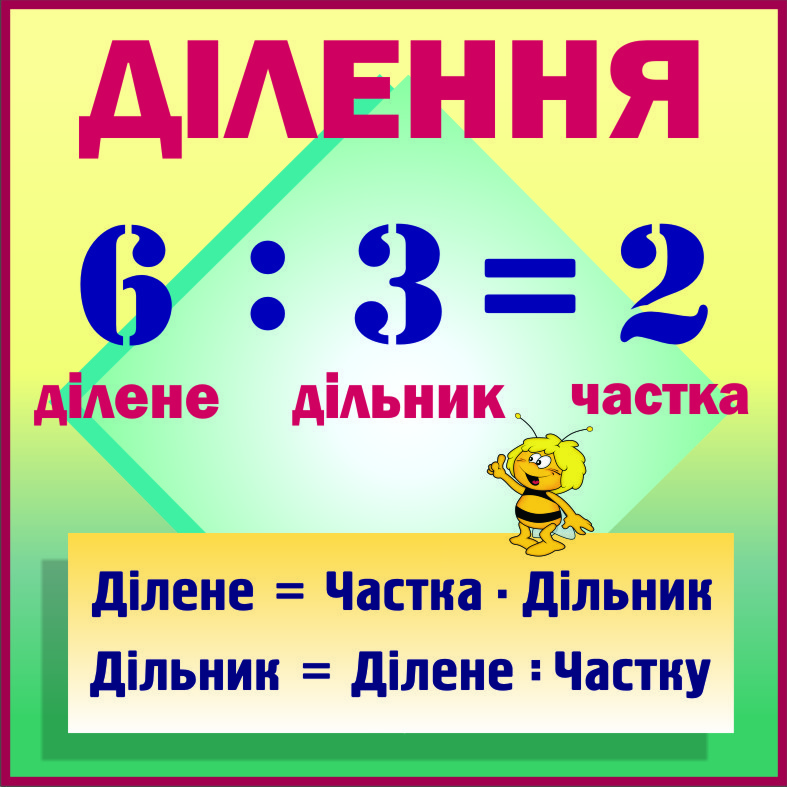 ДІЛЕННЯ
6 : 3 = 2
ділене дільник частка
Ділене = Частка · Дільник
Дільник = Ділене : Частку